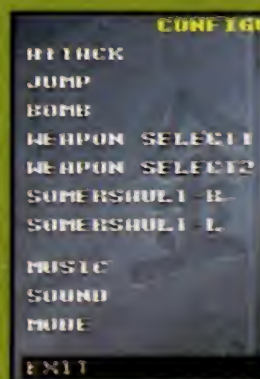 CONFIGU
ATTACK
JUMP
BOMB
WEAPON SELECT1
WEAPON SELECT2
SOMERSAULT-R
SOMERSAULT-L
MUSIC
SOUND
MODE
EXIT